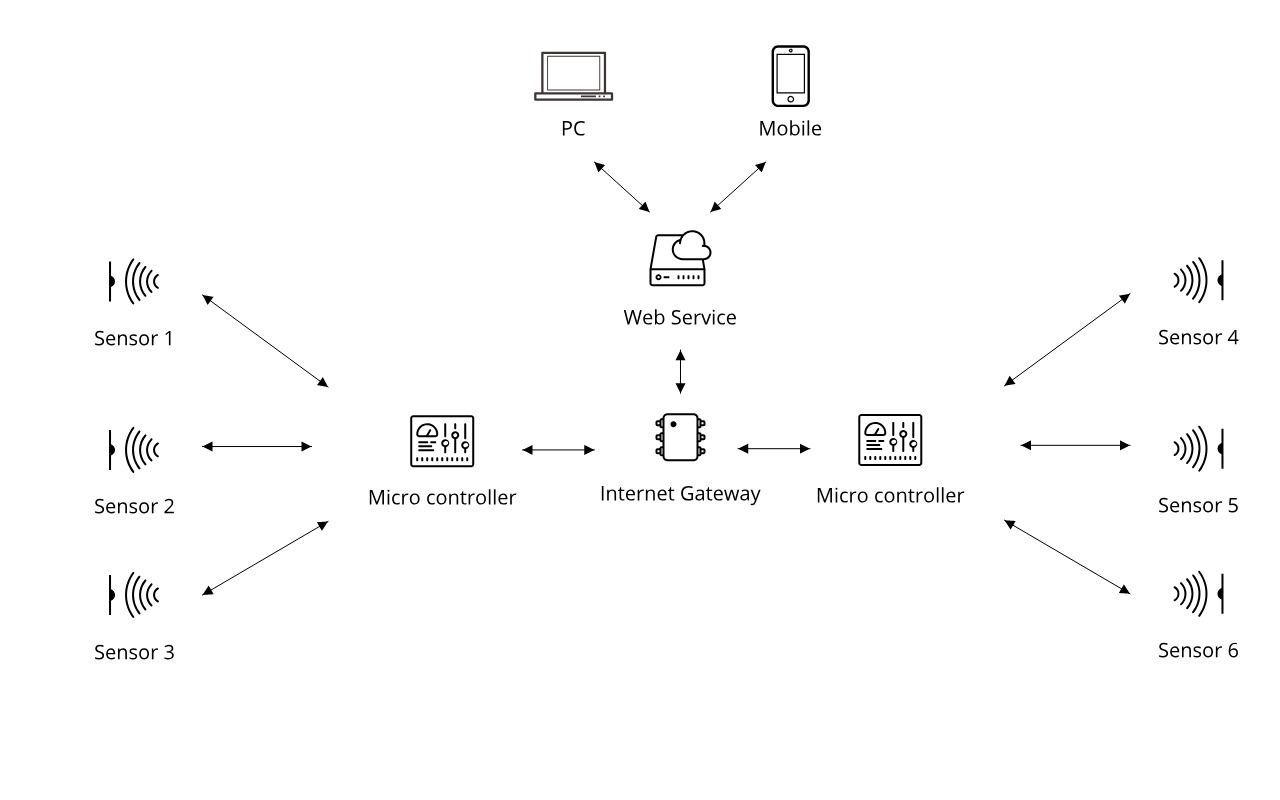 PC
Mobile
Web Service
Sensor 1
Sensor 4
Sensor 2
Micro controller
Internet Gateway
Micro controller
Sensor 5
Sensor 3
Sensor 6